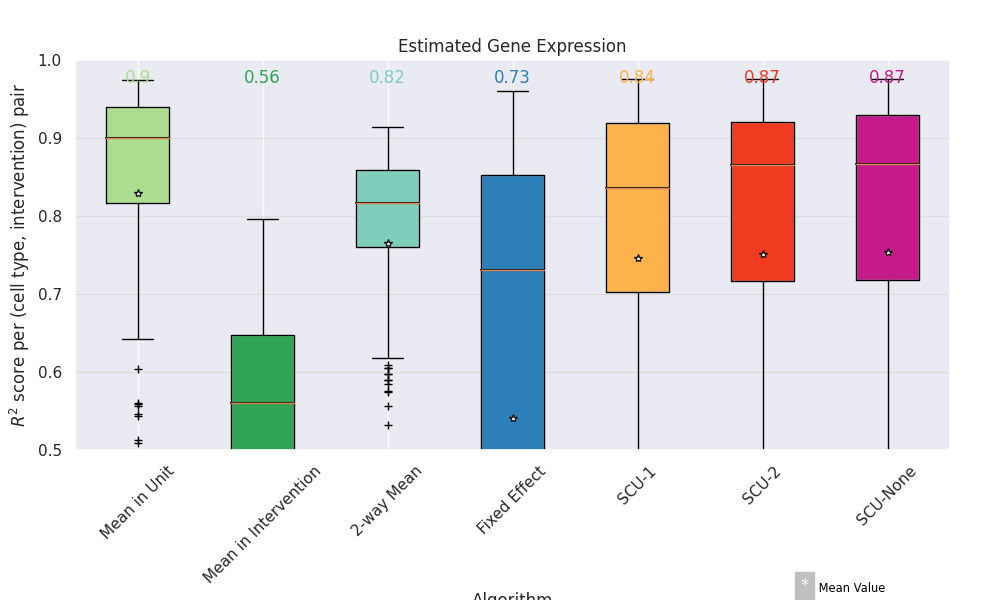 Estimated Gene Expression
R² score per (cell type, intervention) pair
1.0
0.9
0.8
0.7
0.6
0.5
0.9 0.56 0.82 0.73 0.84 0.87 0.87
Mean in Unit
Mean in Intervention
2-way Mean
Fixed Effect
SCU-1
SCU-2
SCU-None
Algorithm
* Mean Value